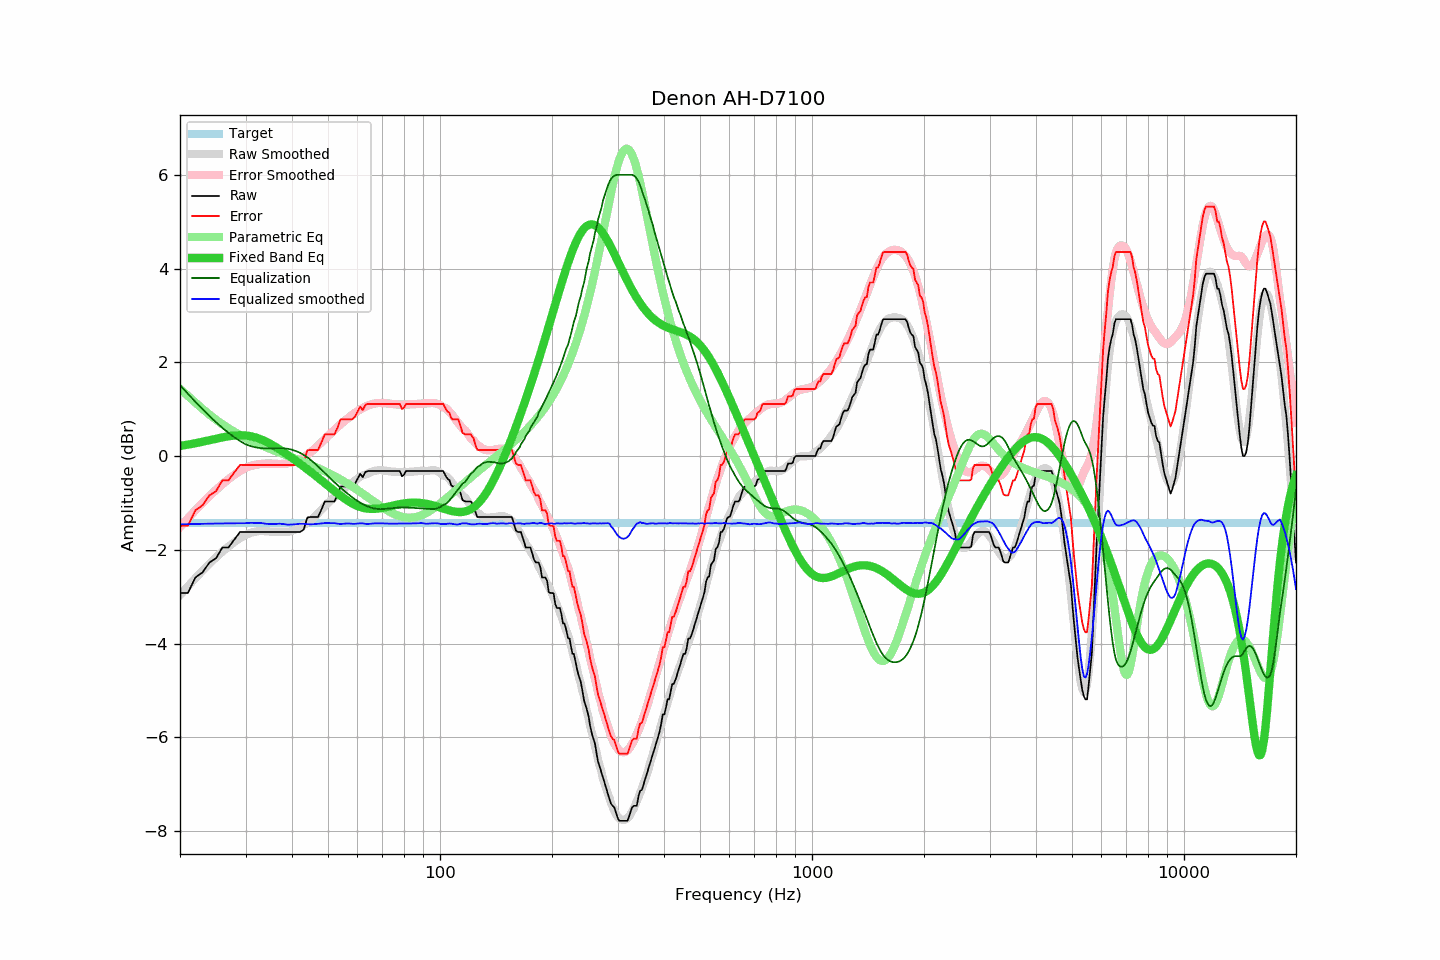 Denon AH-D7100
Target
Raw Smoothed
Error Smoothed
Raw
Error
Parametric Eq
Fixed Band Eq
Equalization
Equalized smoothed
6
4
2
0
−2
−4
−6
−8
Amplitude (dBr)
100
1000
10000
Frequency (Hz)